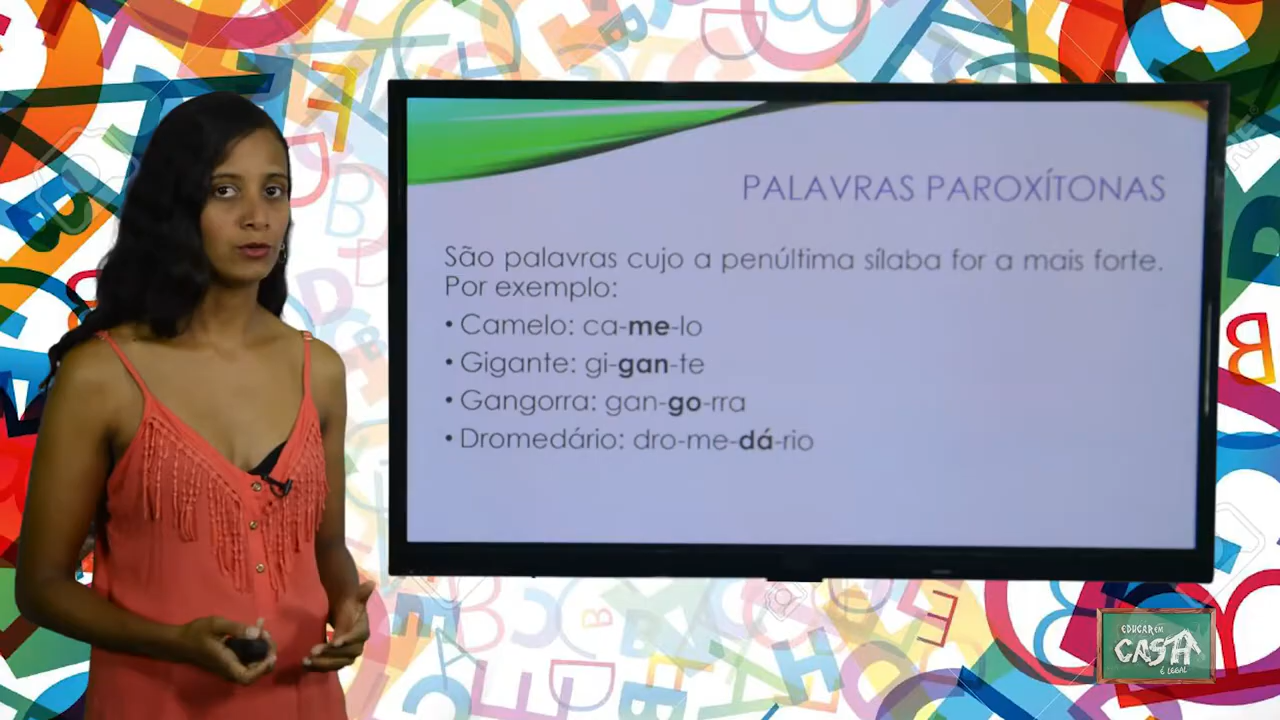 PALAVRAS PAROXÍTONAS
São palavras cujo a penúltima sílaba for a mais forte.
Por exemplo:
• Camelo: ca-me-lo
• Gigante: gi-gan-te
• Gangorra: gan-go-rra
• Dromedário: dro-me-dá-rio
EDUCAR EM
CASA
É LEGAL